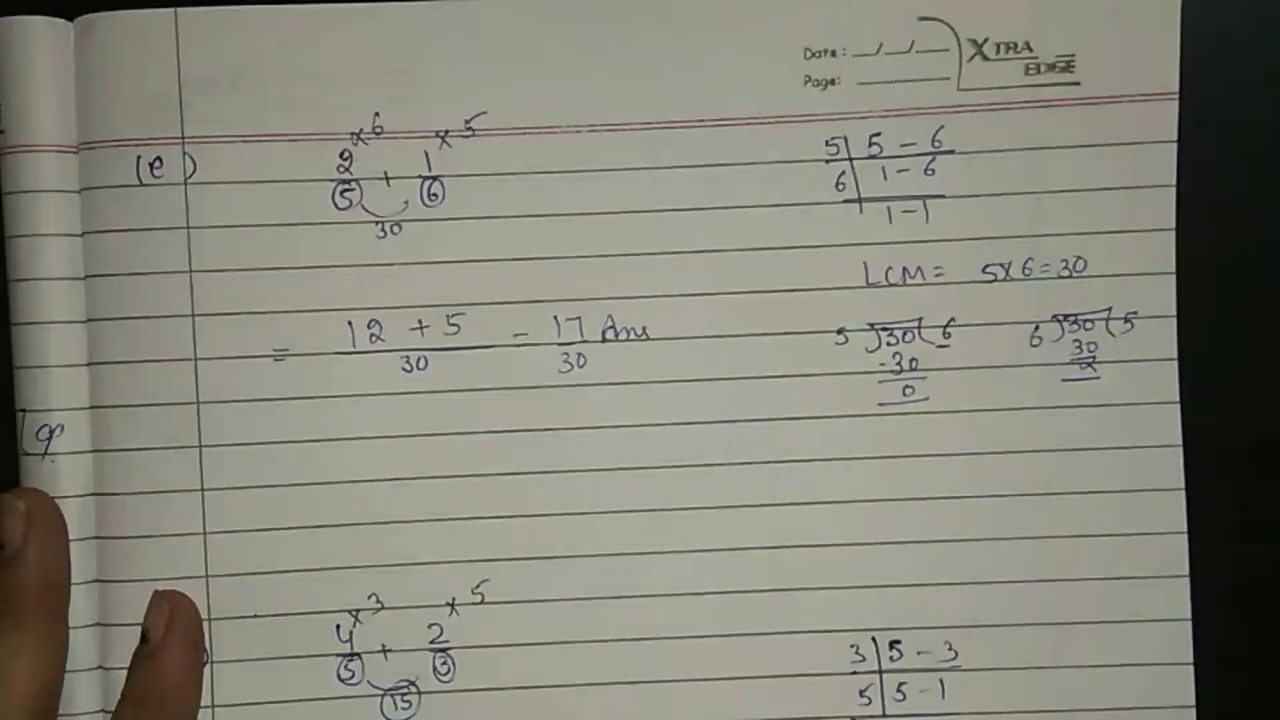 Date: _/_/_ XTRA EDGE
Page:
(e) 2/5 ×6 + 1/6 ×5
30
5 | 5 - 6
6 | 1 - 6
1 - 1
LCM = 5×6=30
= 12 + 5 / 30 = 17/30 Ans
5 ) 30 ( 6
-30
0
6 ) 30 ( 5
30
4/5 ×3 + 2/3 ×5
15
3 | 5 - 3
5 | 5 - 1